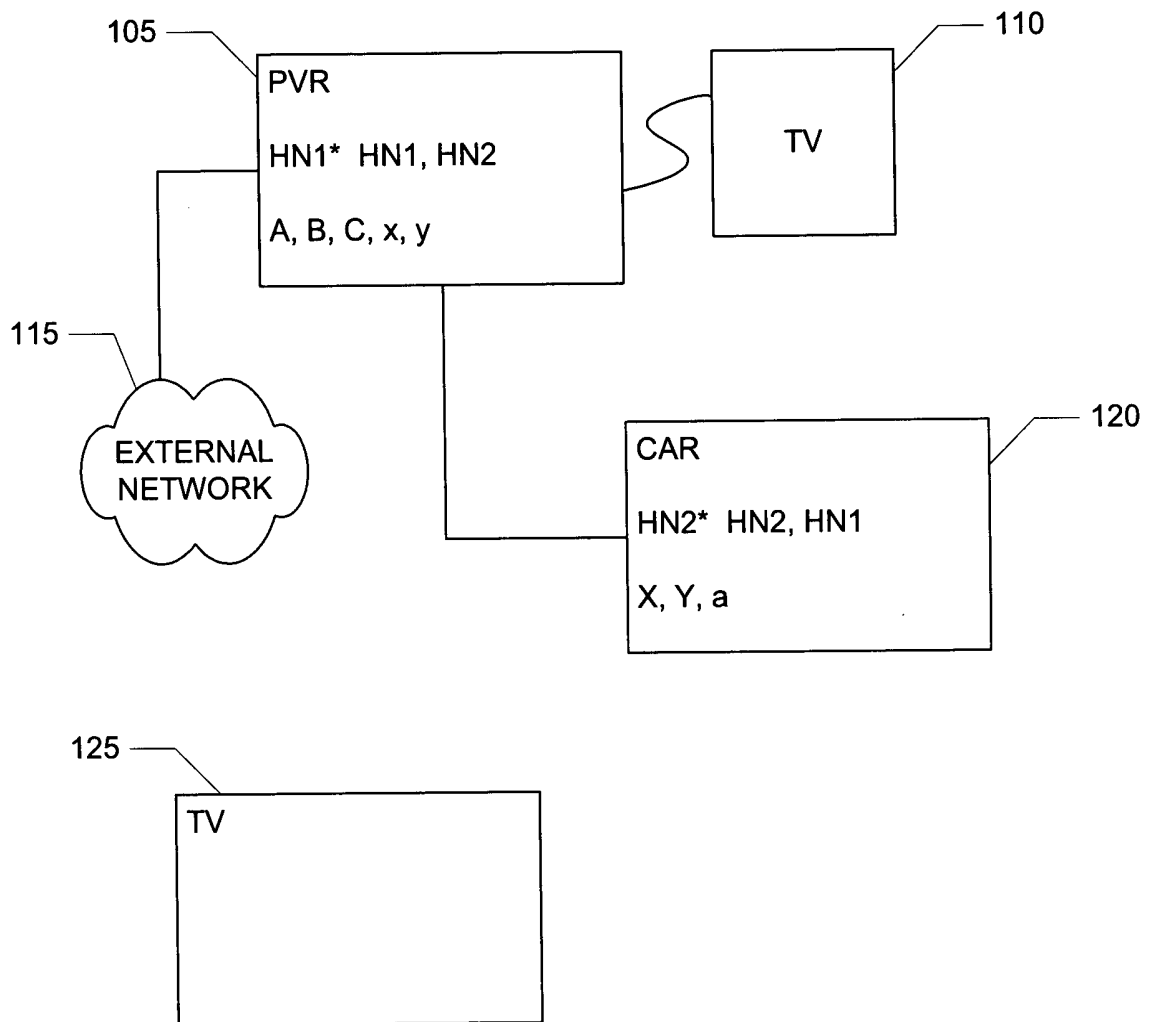 105
110
PVR
TV
HN1* HN1, HN2
A, B, C, x, y
115
EXTERNAL
NETWORK
120
CAR
HN2* HN2, HN1
X, Y, a
125
TV